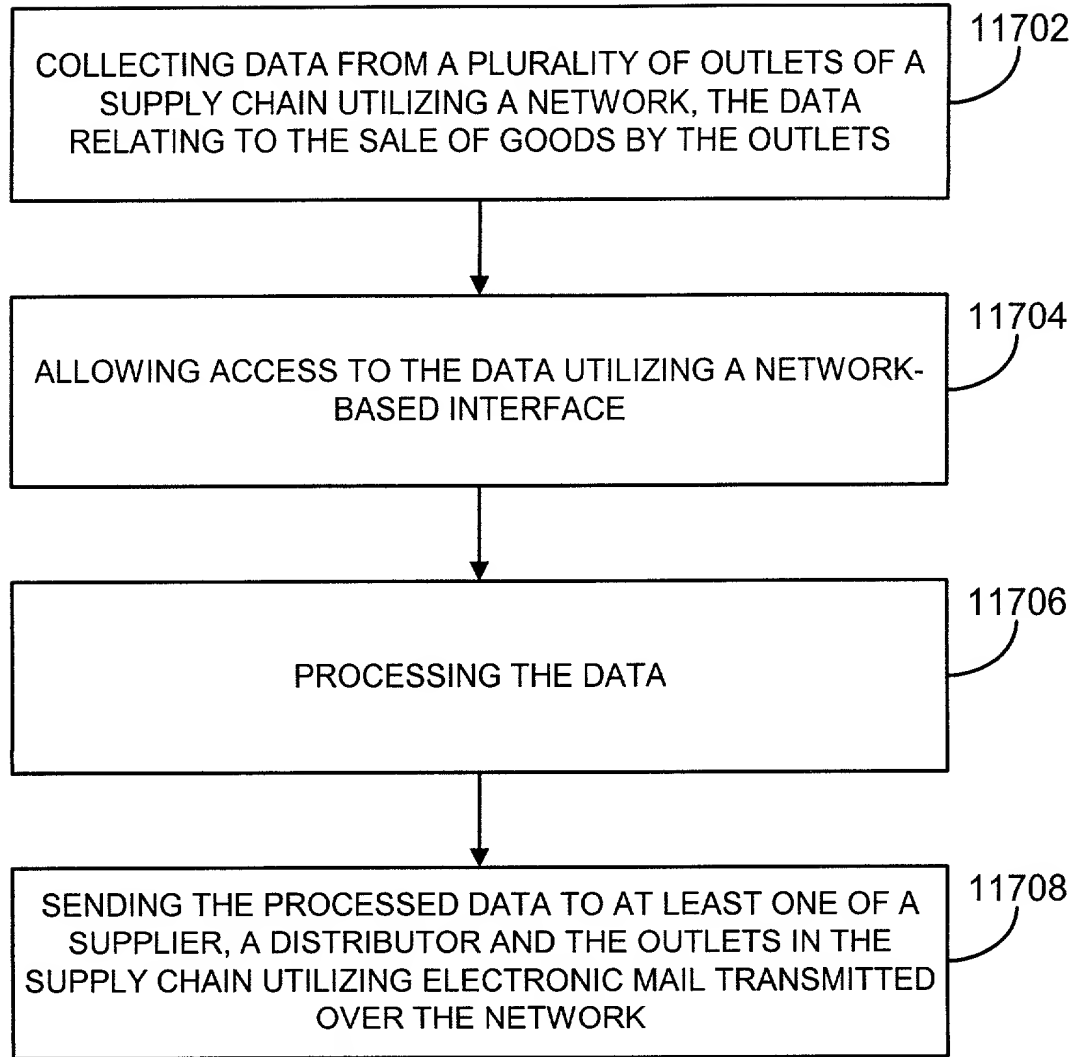 11702
COLLECTING DATA FROM A PLURALITY OF OUTLETS OF A
SUPPLY CHAIN UTILIZING A NETWORK, THE DATA
RELATING TO THE SALE OF GOODS BY THE OUTLETS
11704
ALLOWING ACCESS TO THE DATA UTILIZING A NETWORK-
BASED INTERFACE
11706
PROCESSING THE DATA
11708
SENDING THE PROCESSED DATA TO AT LEAST ONE OF A
SUPPLIER, A DISTRIBUTOR AND THE OUTLETS IN THE
SUPPLY CHAIN UTILIZING ELECTRONIC MAIL TRANSMITTED
OVER THE NETWORK